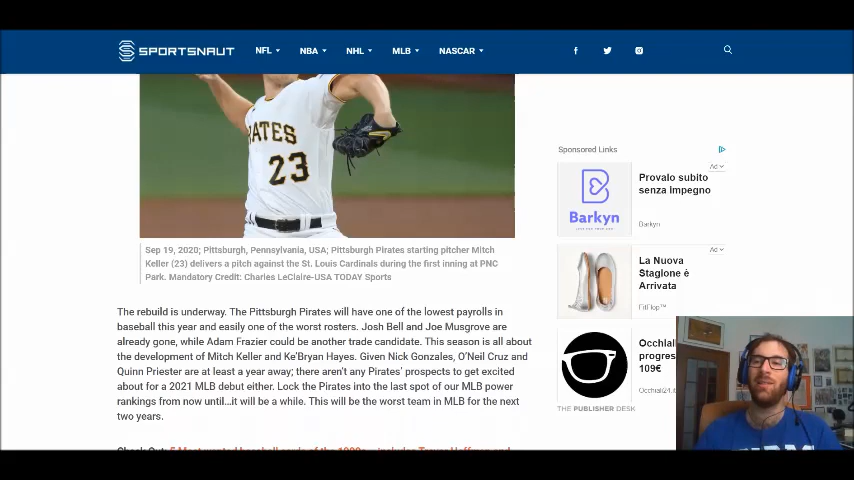 SPORTSNAUT
NFL
NBA
NHL
MLB
NASCAR
23
Sep 19, 2020; Pittsburgh, Pennsylvania, USA; Pittsburgh Pirates starting pitcher Mitch
Keller (23) delivers a pitch against the St. Louis Cardinals during the first inning at PNC
Park. Mandatory Credit: Charles LeClaire-USA TODAY Sports
The rebuild is underway. The Pittsburgh Pirates will have one of the lowest payrolls in
baseball this year and easily one of the worst rosters. Josh Bell and Joe Musgrove are
already gone, while Adam Frazier could be another trade candidate. This season is all about
the development of Mitch Keller and Ke'Bryan Hayes. Given Nick Gonzales, O'Neil Cruz and
Quinn Priester are at least a year away; there aren't any Pirates' prospects to get excited
about for a 2021 MLB debut either. Lock the Pirates into the last spot of our MLB power
rankings from now until...it will be a while. This will be the worst team in MLB for the next
two years.
Sponsored Links
Ad
Barkyn
Provalo subito
senza impegno
Barkyn
Ad
La Nuova
Stagione é
Arrivata
FitFlop™
Occhiali
progres
109€
Occhiali24.it
THE PUBLISHER DESK